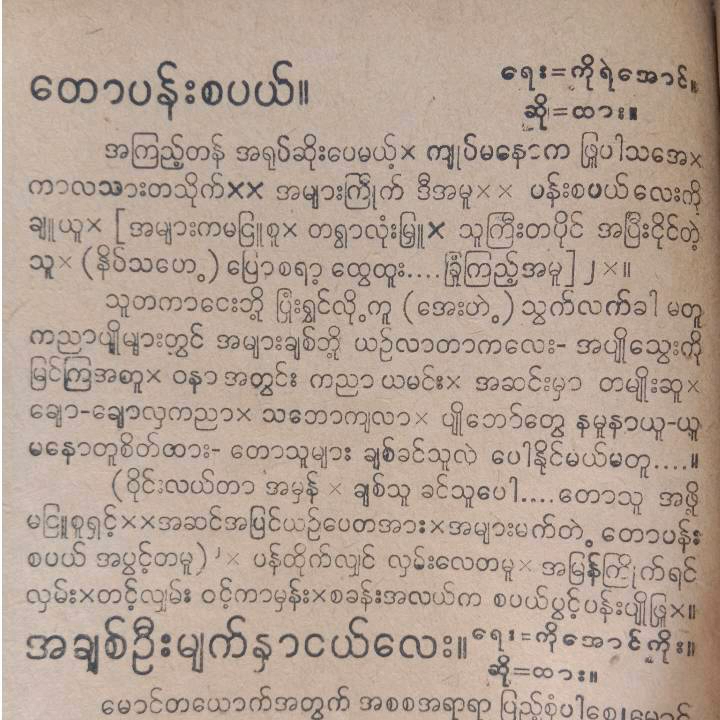 တောပန်းစပယ်။
ရေး=ကိုရဲအောင်။
ဆို=ထား။
အကြည့်တန် အရုပ်ဆိုးပေမယ့်× ကျုပ်မနောက ဖြူပါသအေ×
ကာလသားတသိုက်×× အများကြိုက် ဒီအမူ×× ပန်းစပယ်လေးကို
ချူယူ× [အများကမငြူစူ× တရွာလုံးမြှူ× သူကြီးတပိုင် အပြီးငိုင်တဲ့
သူ× (နှိပ်သဟေ့) ပြောစရာ့ ထွေထူး....ခြုံကြည့်အမူ]၂×။
သူတကာငေးဘို့ ပြုံးရွှင်လို့ကူ (အေးဟဲ့) သွက်လက်ခါ မတူ
ကညာပျိုများတွင် အများချစ်ဘို့ ယဉ်လာတာကလေး- အပျိုသွေးကို
မြင်ကြအတူ× ဝနာအတွင်း ကညာယမင်း× အဆင်းမှာ တမျိုးဆူ×
ချော-ချောလှကညာ× သဘောကျလာ× ပျိုဘော်တွေ နမူနာယူ-ယူ
မနောတူစိတ်ထား- တောသူများ ချစ်ခင်သူလဲ ပေါနိုင်မယ်မတူ....။
(ဝိုင်းလယ်တာ အမှန် × ချစ်သူ ခင်သူပေါ....တောသူ အဖို့
မငြူစူရှင့်××အဆင်အပြင်ယဉ်ပေတအား×အများမက်တဲ့ တောပန်း
စပယ် အပွင့်တမူ)၂× ပန်ထိုက်လျှင် လှမ်းလေတမူ× အမြန်ကြိုက်ရင်
လှမ်း×တင့်လျှမ်း ဝင့်ကာမှန်း×စခန်းအလယ်က စပယ်ပွင့်ပန်းပျိုဖြူ×။
အချစ်ဦးမျက်နှာငယ်လေး။
ရေး=ကိုအောင်ကိုး။
ဆို=ထား။
မောင်တယောက်အတွက် အစစအရာရာ